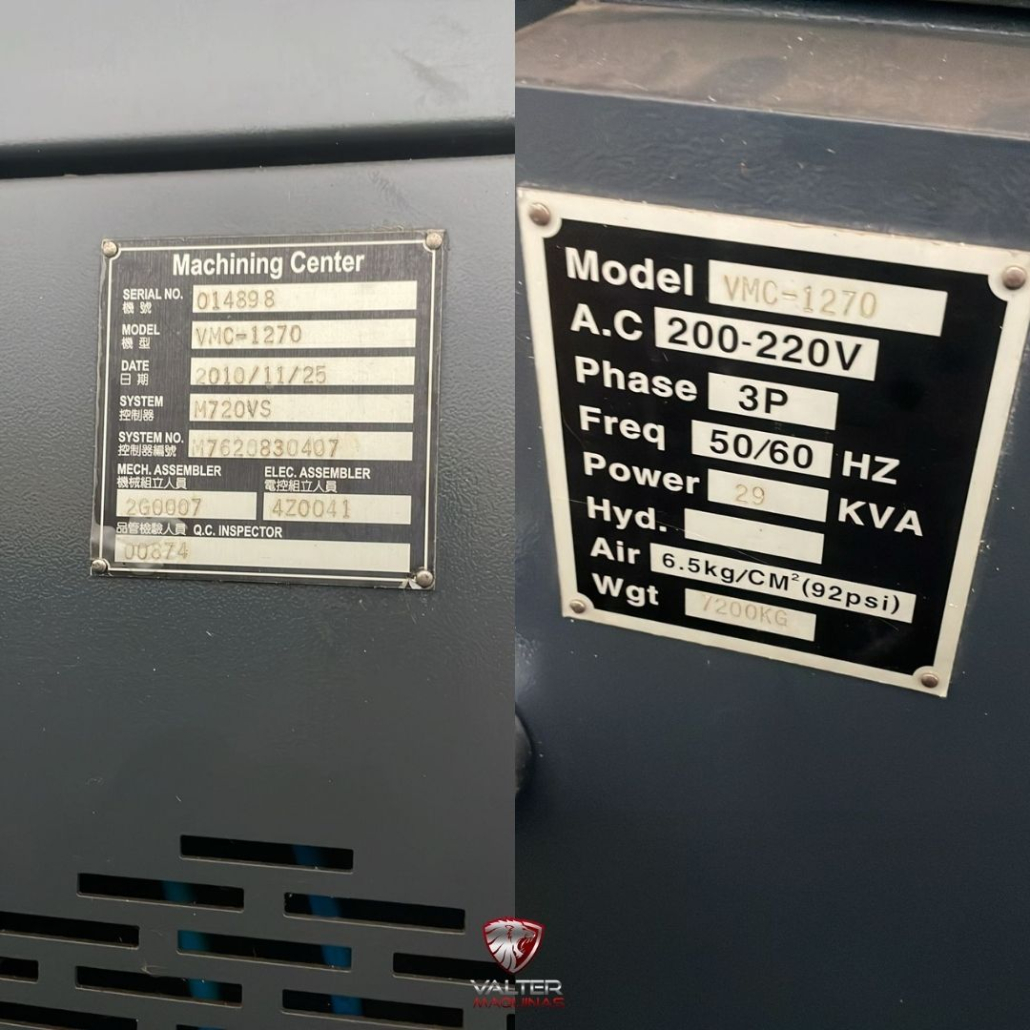 Machining Center
SERIAL NO. 014898
機號
MODEL VMC-1270
機型
DATE 2010/11/25
日期
SYSTEM M720VS
控制器
SYSTEM NO. M7620830407
控制器編號
MECH. ASSEMBLER ELEC. ASSEMBLER
機械組立人員 電控組立人員
2G0007 4Z0041
品管檢驗人員 Q.C. INSPECTOR
00874
Model VMC-1270
A.C 200-220V
Phase 3P
Freq 50/60 HZ
Power 29 KVA
Hyd.
Air 6.5kg/CM²(92psi)
Wgt 7200KG
VALTER
MÁQUINAS